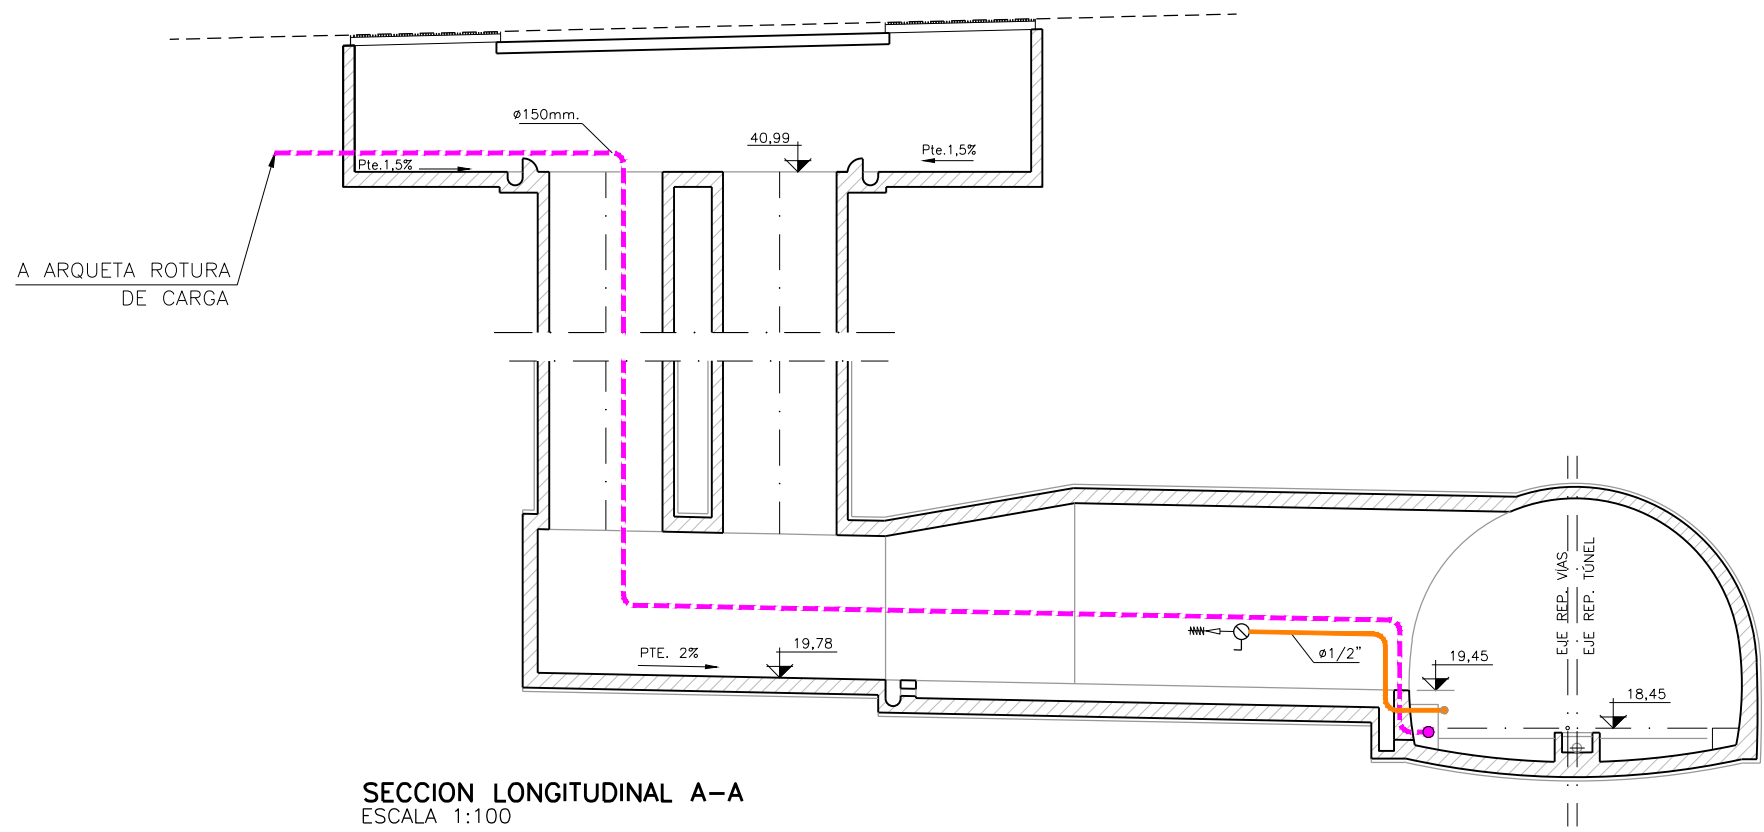 ø150mm.
40,99
Pte.1,5%
Pte.1,5%
A ARQUETA ROTURA
DE CARGA
EJE REP. VÍAS
EJE REP. TÚNEL
PTE. 2%
19,78
ø1/2"
19,45
18,45
SECCION LONGITUDINAL A-A
ESCALA 1:100